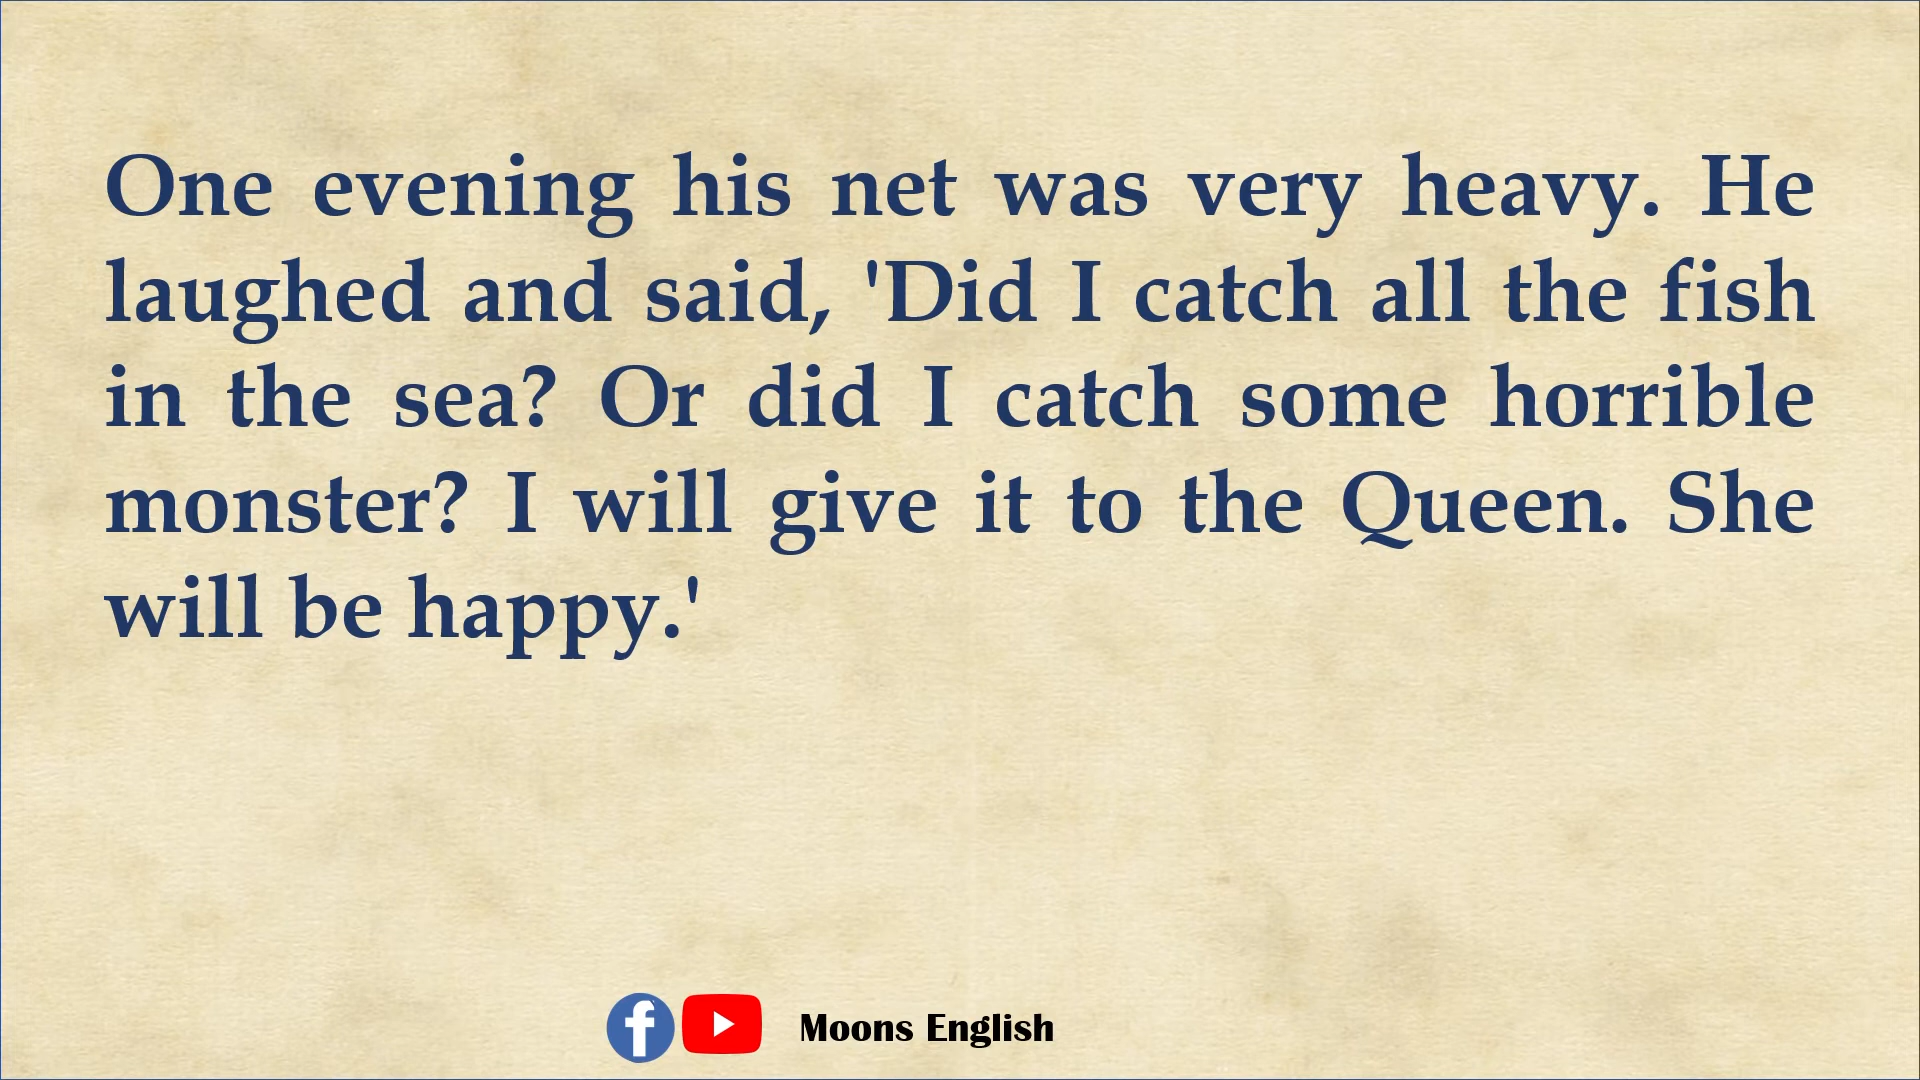 One evening his net was very heavy. He
laughed and said, 'Did I catch all the fish
in the sea? Or did I catch some horrible
monster? I will give it to the Queen. She
will be happy.'
Moons English